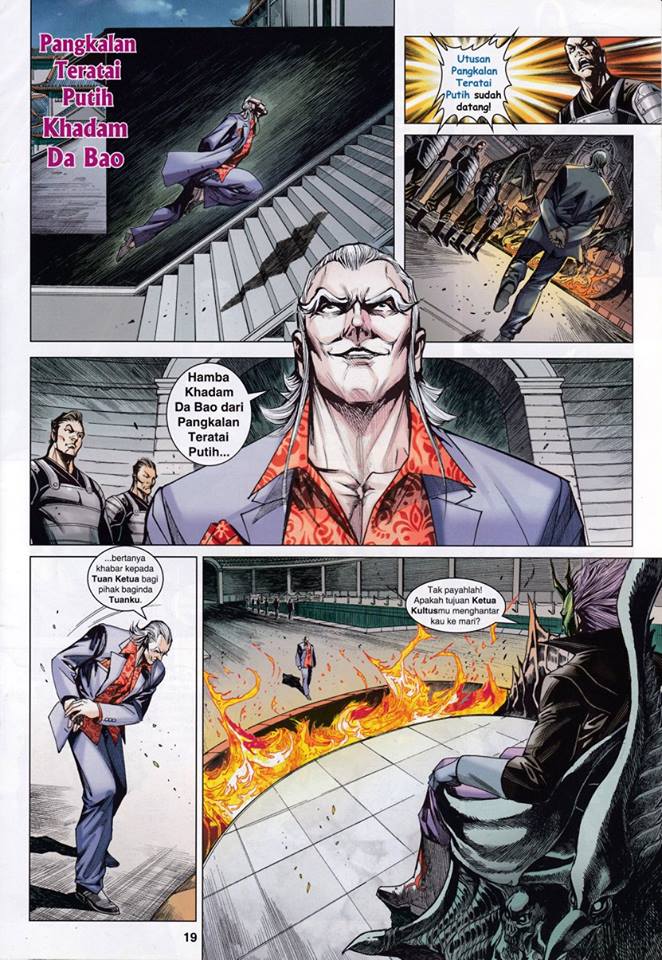 Pangkalan
Teratai
Putih
Khadam
Da Bao
Utusan
Pangkalan
Teratai
Putih sudah
datang!
Hamba
Khadam
Da Bao dari
Pangkalan
Teratai
Putih...
...bertanya
khabar kepada
Tuan Ketua bagi
pihak baginda
Tuanku.
Tak payahlah!
Apakah tujuan Ketua
Kultusmu menghantar
kau ke mari?
19